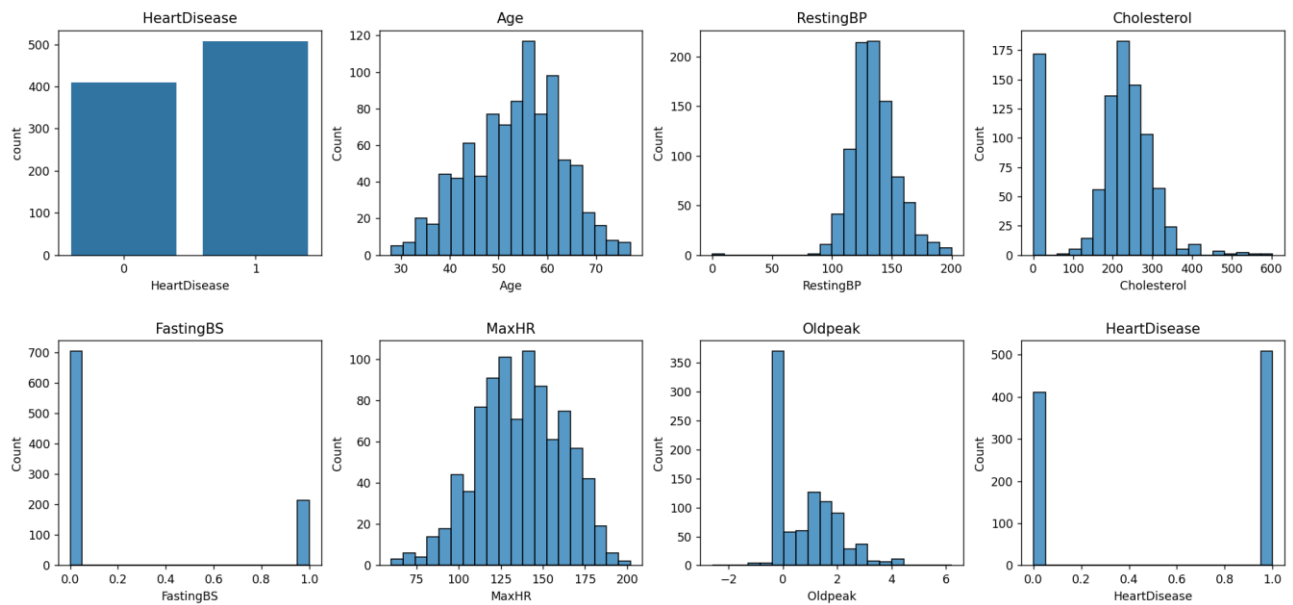 HeartDisease
500
400
300
200
100
0
count
0 1
HeartDisease
Age
120
100
80
60
40
20
0
Count
30 40 50 60 70
Age
RestingBP
200
150
100
50
0
Count
0 50 100 150 200
RestingBP
Cholesterol
175
150
125
100
75
50
25
0
Count
0 100 200 300 400 500 600
Cholesterol
FastingBS
700
600
500
400
300
200
100
0
Count
0.0 0.2 0.4 0.6 0.8 1.0
FastingBS
MaxHR
100
80
60
40
20
0
Count
75 100 125 150 175 200
MaxHR
Oldpeak
350
300
250
200
150
100
50
0
Count
−2 0 2 4 6
Oldpeak
HeartDisease
500
400
300
200
100
0
Count
0.0 0.2 0.4 0.6 0.8 1.0
HeartDisease